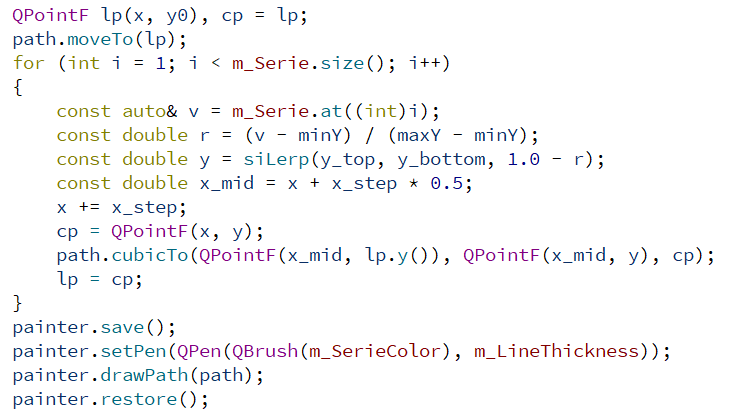 QPointF lp(x, y0), cp = lp;
path.moveTo(lp);
for (int i = 1; i < m_Serie.size(); i++)
{
    const auto& v = m_Serie.at((int)i);
    const double r = (v - minY) / (maxY - minY);
    const double y = siLerp(y_top, y_bottom, 1.0 - r);
    const double x_mid = x + x_step * 0.5;
    x += x_step;
    cp = QPointF(x, y);
    path.cubicTo(QPointF(x_mid, lp.y()), QPointF(x_mid, y), cp);
    lp = cp;
}
painter.save();
painter.setPen(QPen(QBrush(m_SerieColor), m_LineThickness));
painter.drawPath(path);
painter.restore();